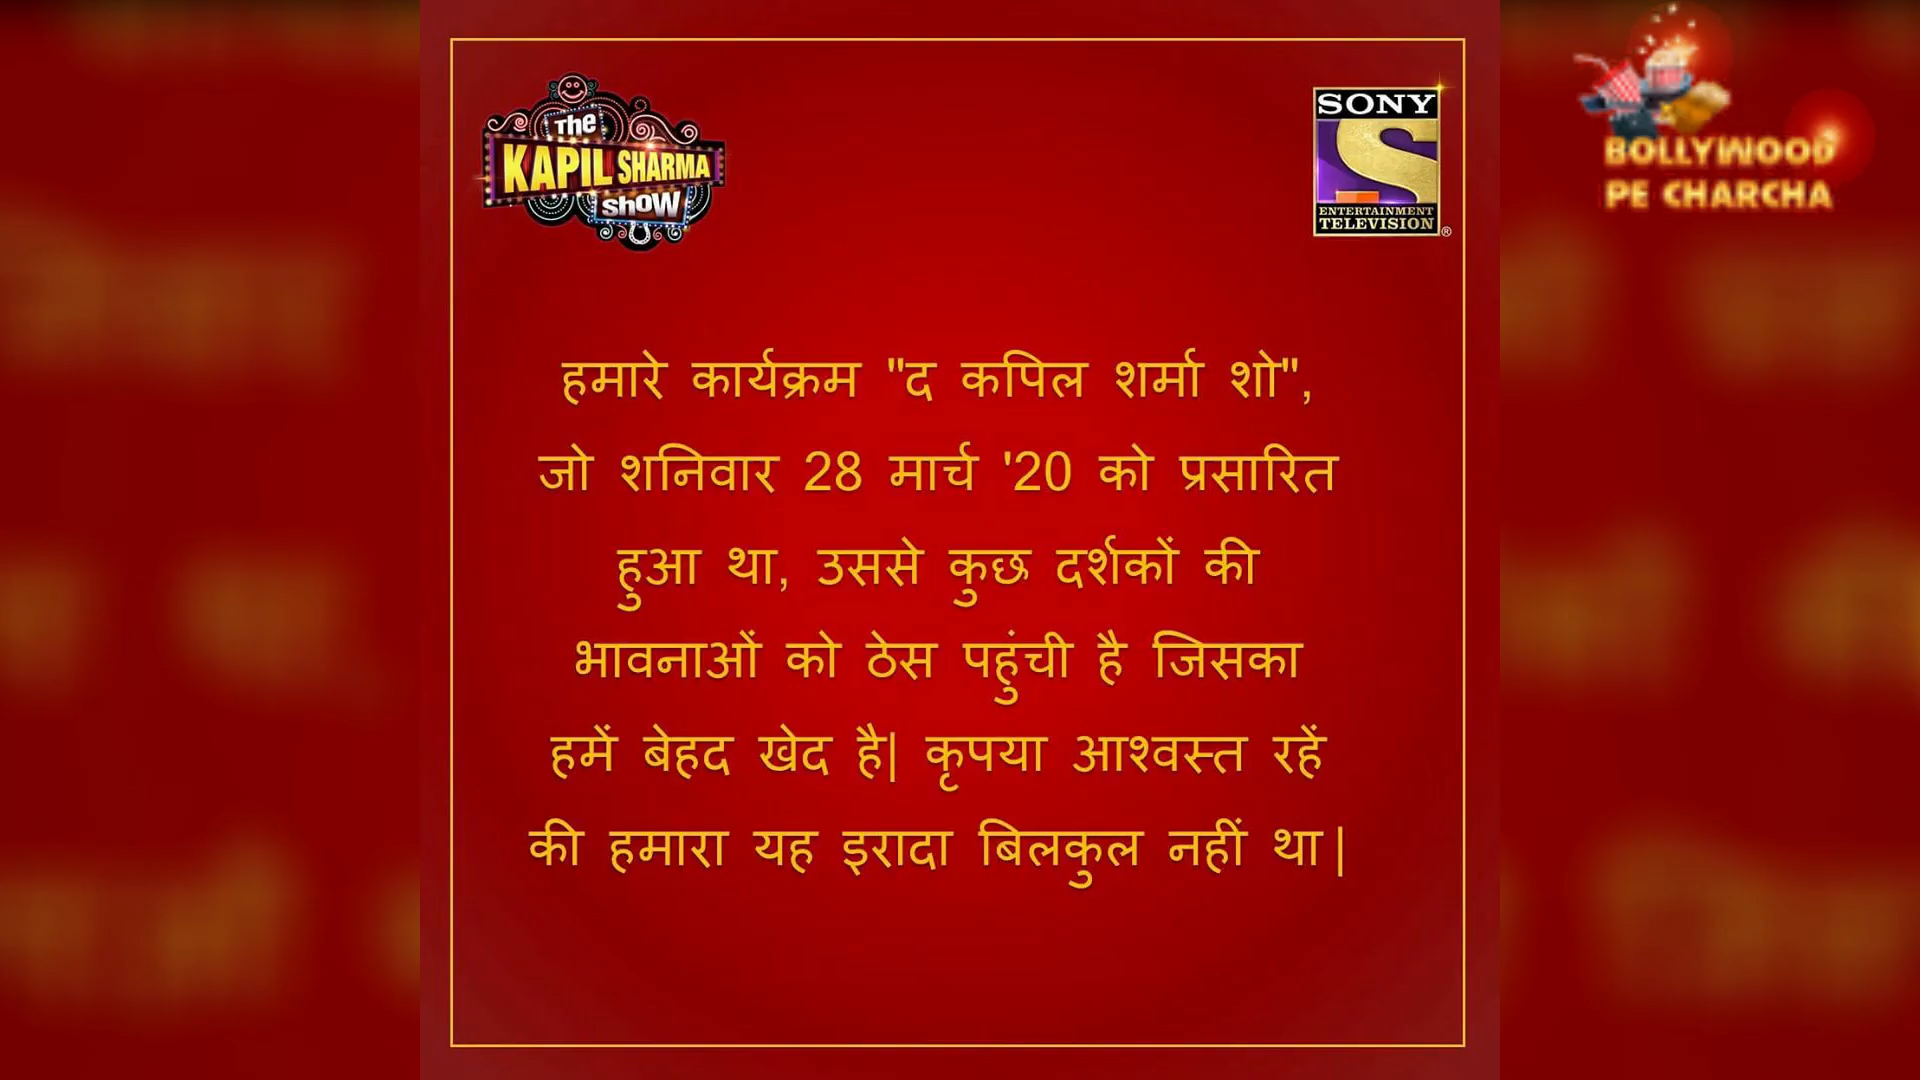 The
KAPIL SHARMA
show
SONY
ENTERTAINMENT
TELEVISION
®
BOLLYWOOD
PE CHARCHA
हमारे कार्यक्रम "द कपिल शर्मा शो",
जो शनिवार 28 मार्च '20 को प्रसारित
हुआ था, उससे कुछ दर्शकों की
भावनाओं को ठेस पहुंची है जिसका
हमें बेहद खेद है| कृपया आश्वस्त रहें
की हमारा यह इरादा बिलकुल नहीं था|